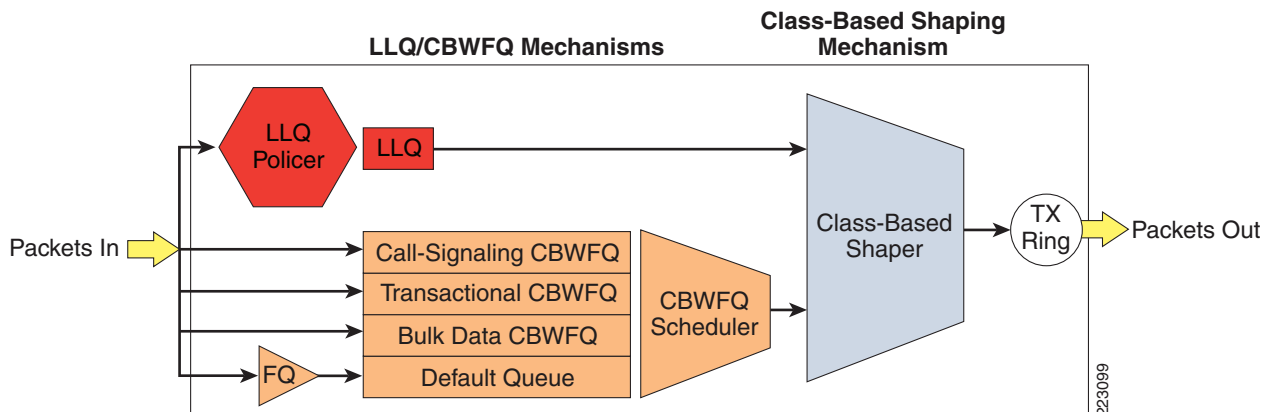 LLQ/CBWFQ Mechanisms
Class-Based Shaping
Mechanism
LLQ
Policer
LLQ
Packets In
Call-Signaling CBWFQ
Transactional CBWFQ
Bulk Data CBWFQ
FQ
Default Queue
CBWFQ
Scheduler
Class-Based
Shaper
TX
Ring
Packets Out
223099